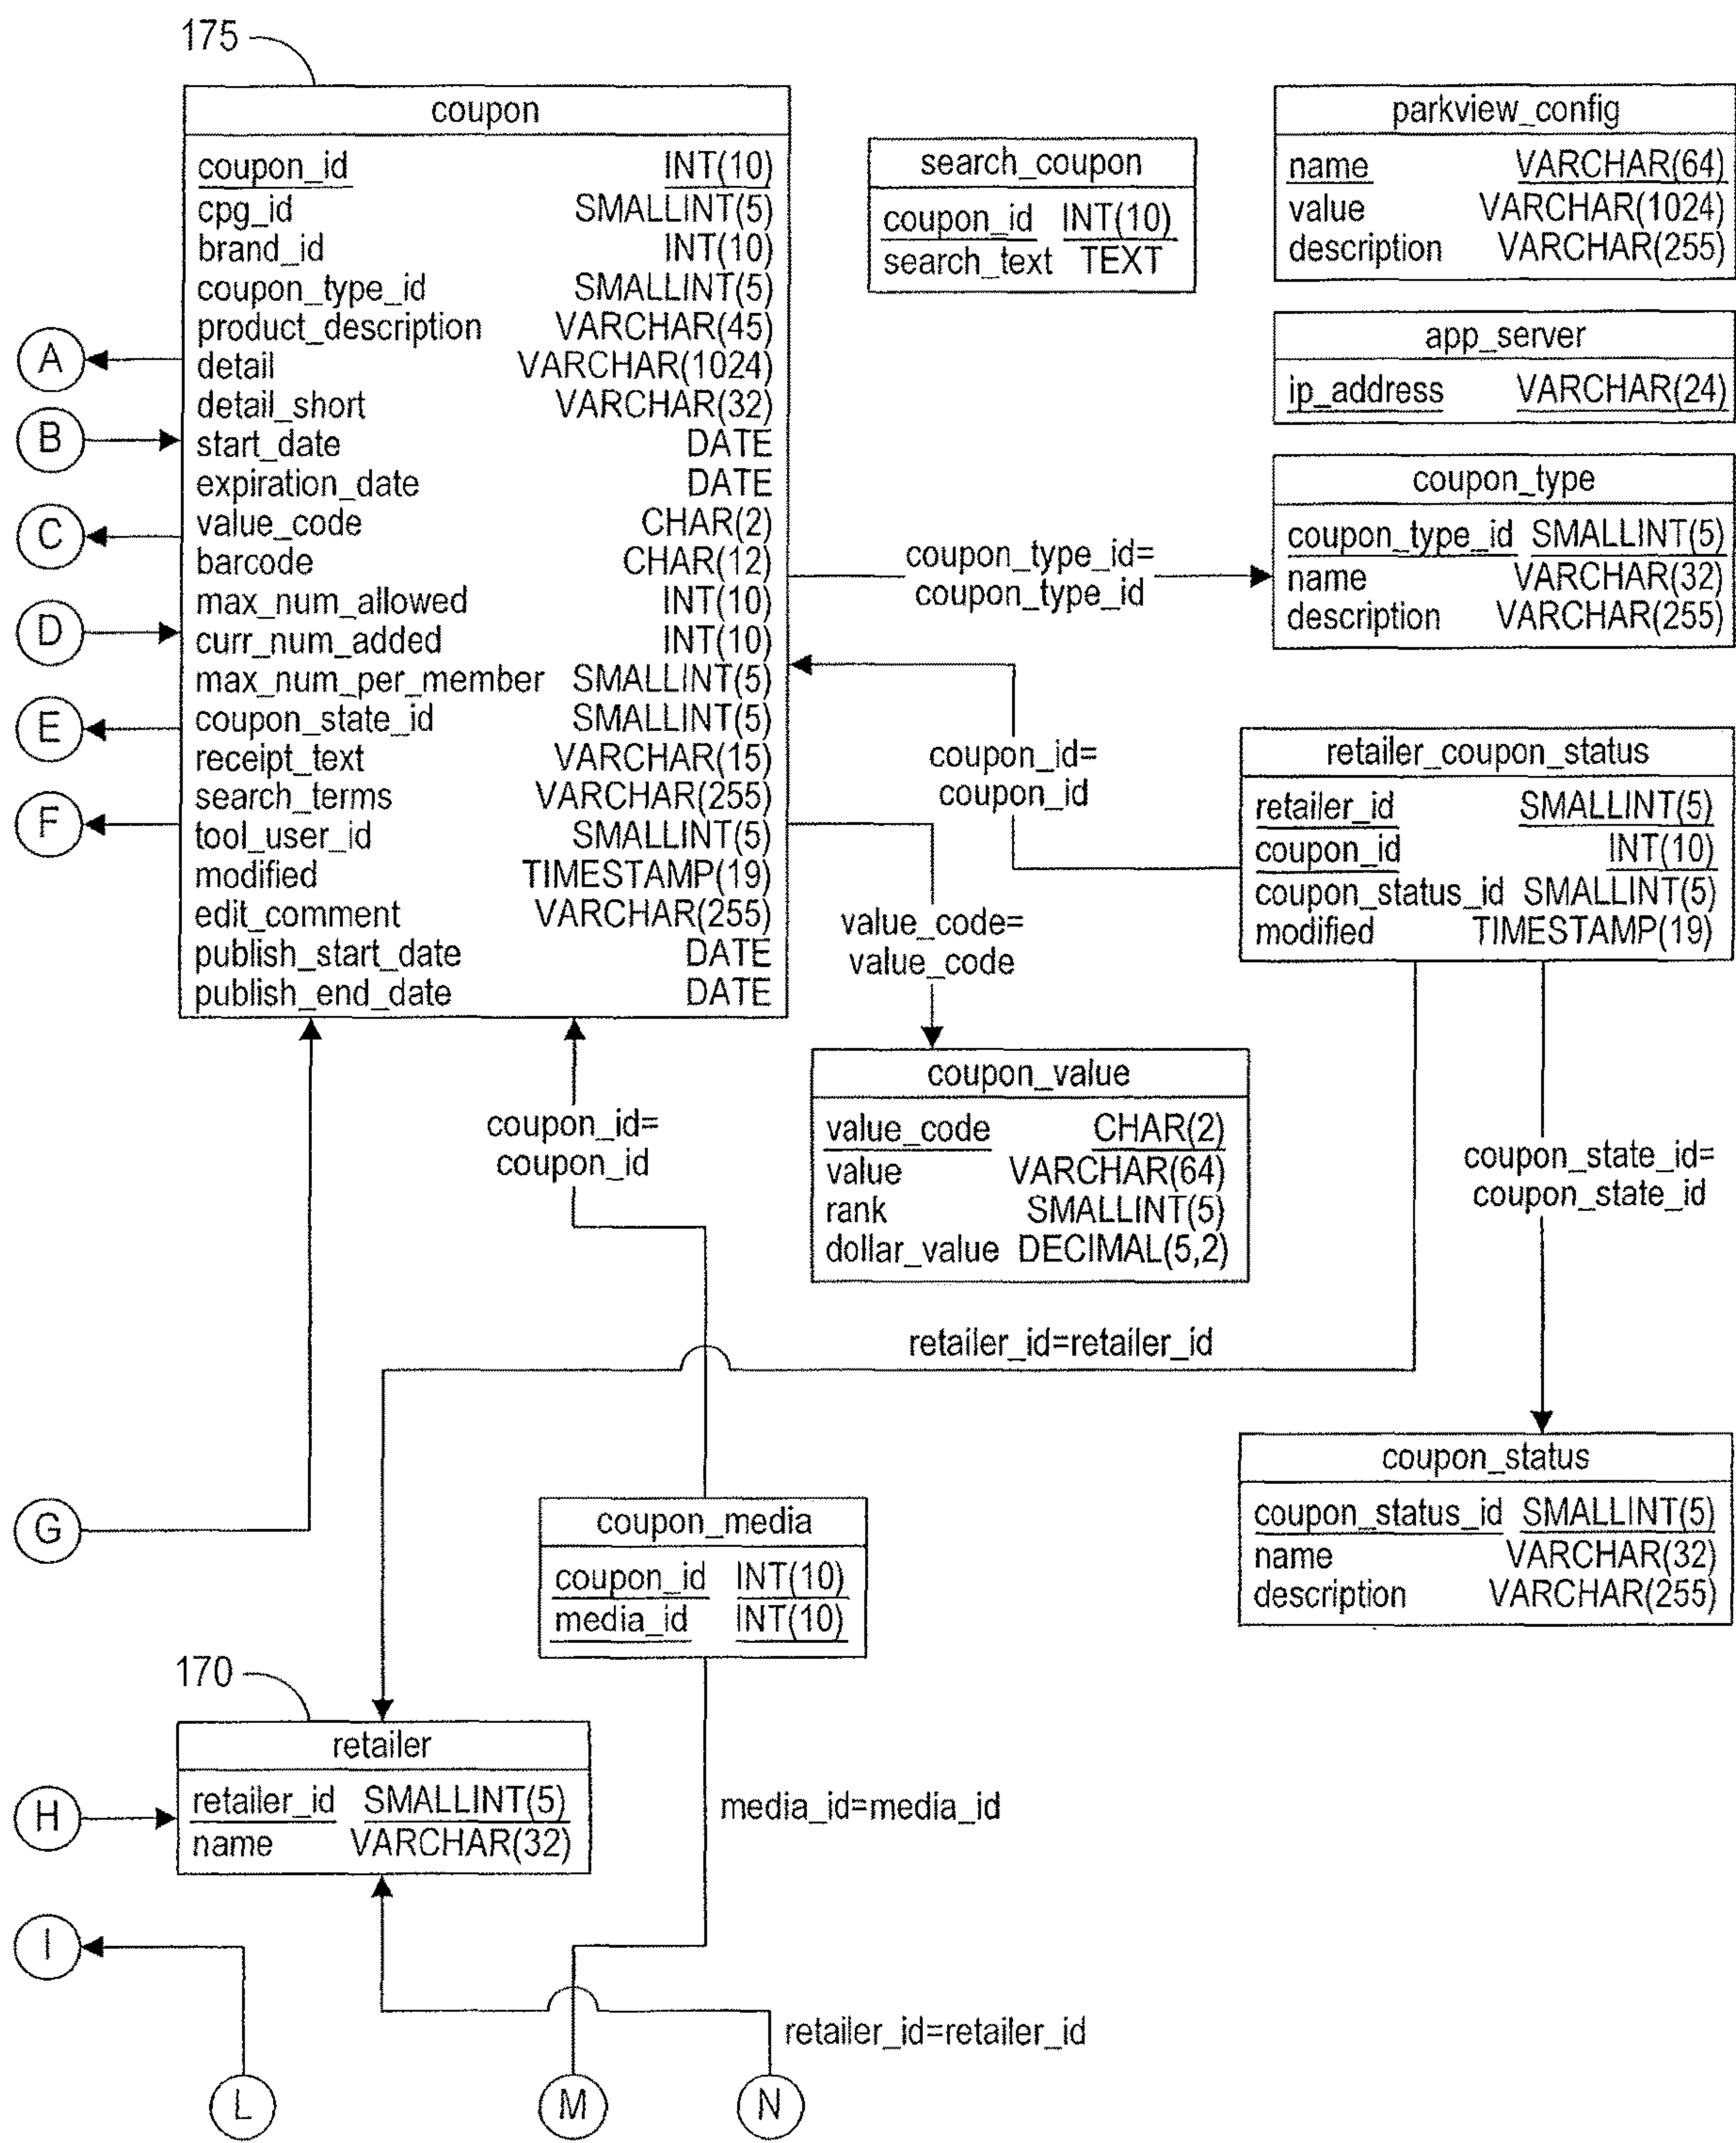 175
coupon
coupon_id INT(10)
cpg_id SMALLINT(5)
brand_id INT(10)
coupon_type_id SMALLINT(5)
product_description VARCHAR(45)
detail VARCHAR(1024)
detail_short VARCHAR(32)
start_date DATE
expiration_date DATE
value_code CHAR(2)
barcode CHAR(12)
max_num_allowed INT(10)
curr_num_added INT(10)
max_num_per_member SMALLINT(5)
coupon_state_id SMALLINT(5)
receipt_text VARCHAR(15)
search_terms VARCHAR(255)
tool_user_id SMALLINT(5)
modified TIMESTAMP(19)
edit_comment VARCHAR(255)
publish_start_date DATE
publish_end_date DATE
A
B
C
D
E
F
search_coupon
coupon_id INT(10)
search_text TEXT
parkview_config
name VARCHAR(64)
value VARCHAR(1024)
description VARCHAR(255)
app_server
ip_address VARCHAR(24)
coupon_type_id=
coupon_type_id
coupon_type
coupon_type_id SMALLINT(5)
name VARCHAR(32)
description VARCHAR(255)
coupon_id=
coupon_id
retailer_coupon_status
retailer_id SMALLINT(5)
coupon_id INT(10)
coupon_status_id SMALLINT(5)
modified TIMESTAMP(19)
value_code=
value_code
coupon_value
value_code CHAR(2)
value VARCHAR(64)
rank SMALLINT(5)
dollar_value DECIMAL(5,2)
coupon_id=
coupon_id
coupon_state_id=
coupon_state_id
retailer_id=retailer_id
coupon_status
coupon_status_id SMALLINT(5)
name VARCHAR(32)
description VARCHAR(255)
G
coupon_media
coupon_id INT(10)
media_id INT(10)
170
retailer
retailer_id SMALLINT(5)
name VARCHAR(32)
H
media_id=media_id
I
retailer_id=retailer_id
L
M
N